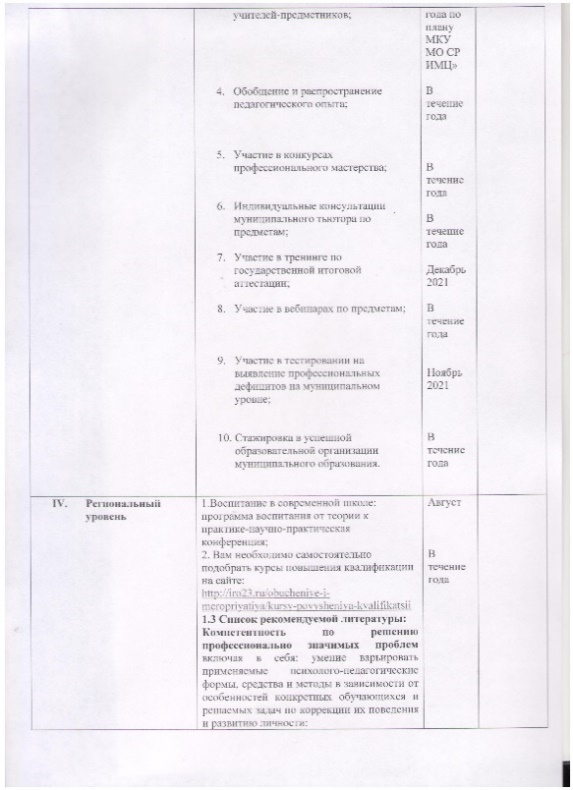 учителей-предметников;
года по
плану
МКУ
МО СР
ИМЦ»
4. Обобщение и распространение
педагогического опыта;
В
течение
года
5. Участие в конкурсах
профессионального мастерства;
В
течение
года
6. Индивидуальные консультации
муниципального тьютора по
предметам;
В
течение
года
7. Участие в тренинге по
государственной итоговой
аттестации;
Декабрь
2021
8. Участие в вебинарах по предметам;
В
течение
года
9. Участие в тестировании на
выявление профессиональных
дефицитов на муниципальном
уровне;
Ноябрь
2021
10. Стажировка в успешной
образовательной организации
муниципального образования.
В
течение
года
IV. Региональный
уровень
1.Воспитание в современной школе:
программа воспитания от теории к
практике-научно-практическая
конференция;
Август
2. Вам необходимо самостоятельно
подобрать курсы повышения квалификации
на сайте:
http://iro23.ru/obucheniye-i-
meropriyatiya/kursy-povysheniya-kvalifikatsii
В
течение
года
1.3 Список рекомендуемой литературы:
Компетентность по решению
профессионально значимых проблем
включая в себя: умение варьировать
применяемые психолого-педагогические
формы, средства и методы в зависимости от
особенностей конкретных обучающихся и
решаемых задач по коррекции их поведения
и развитию личности: